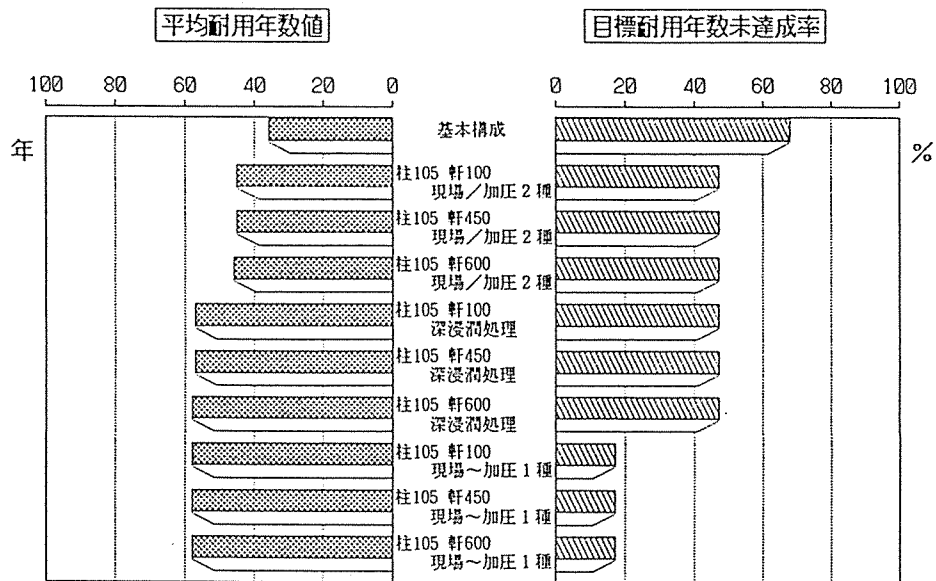 平均耐用年数値
目標耐用年数未達成率
100 80 60 40 20 0
0 20 40 60 80 100
年
%
基本構成
柱105 軒100
現場／加圧2種
柱105 軒450
現場／加圧2種
柱105 軒600
現場／加圧2種
柱105 軒100
深浸潤処理
柱105 軒450
深浸潤処理
柱105 軒600
深浸潤処理
柱105 軒100
現場～加圧1種
柱105 軒450
現場～加圧1種
柱105 軒600
現場～加圧1種